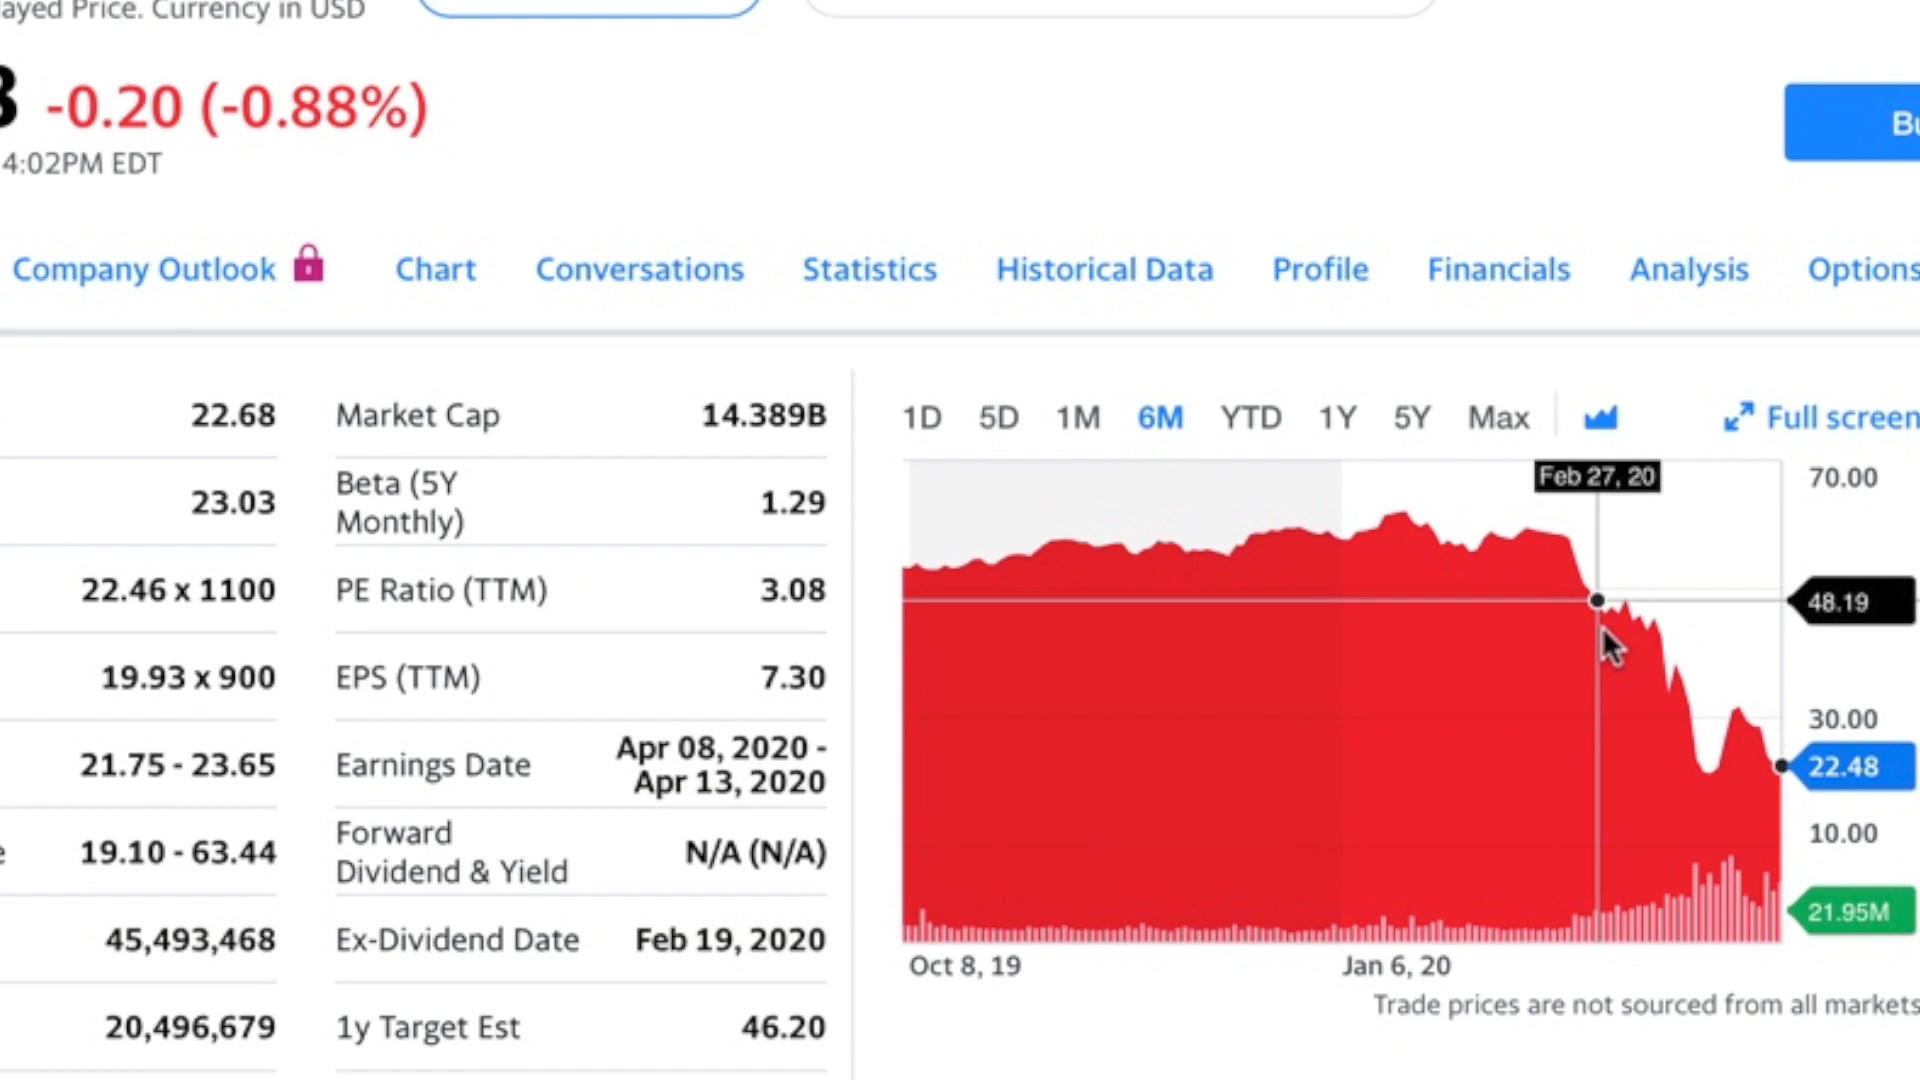 ayed Price. Currency in USD
3 -0.20 (-0.88%)
4:02PM EDT
Bu
Company Outlook Chart Conversations Statistics Historical Data Profile Financials Analysis Options
22.68
23.03
22.46 x 1100
19.93 x 900
21.75 - 23.65
e 19.10 - 63.44
45,493,468
20,496,679
Market Cap 14.389B
Beta (5Y
Monthly) 1.29
PE Ratio (TTM) 3.08
EPS (TTM) 7.30
Earnings Date Apr 08, 2020 -
Apr 13, 2020
Forward
Dividend & Yield N/A (N/A)
Ex-Dividend Date Feb 19, 2020
1y Target Est 46.20
1D 5D 1M 6M YTD 1Y 5Y Max Full screen
Feb 27, 20
70.00
48.19
30.00
22.48
10.00
21.95M
Oct 8, 19 Jan 6, 20
Trade prices are not sourced from all markets